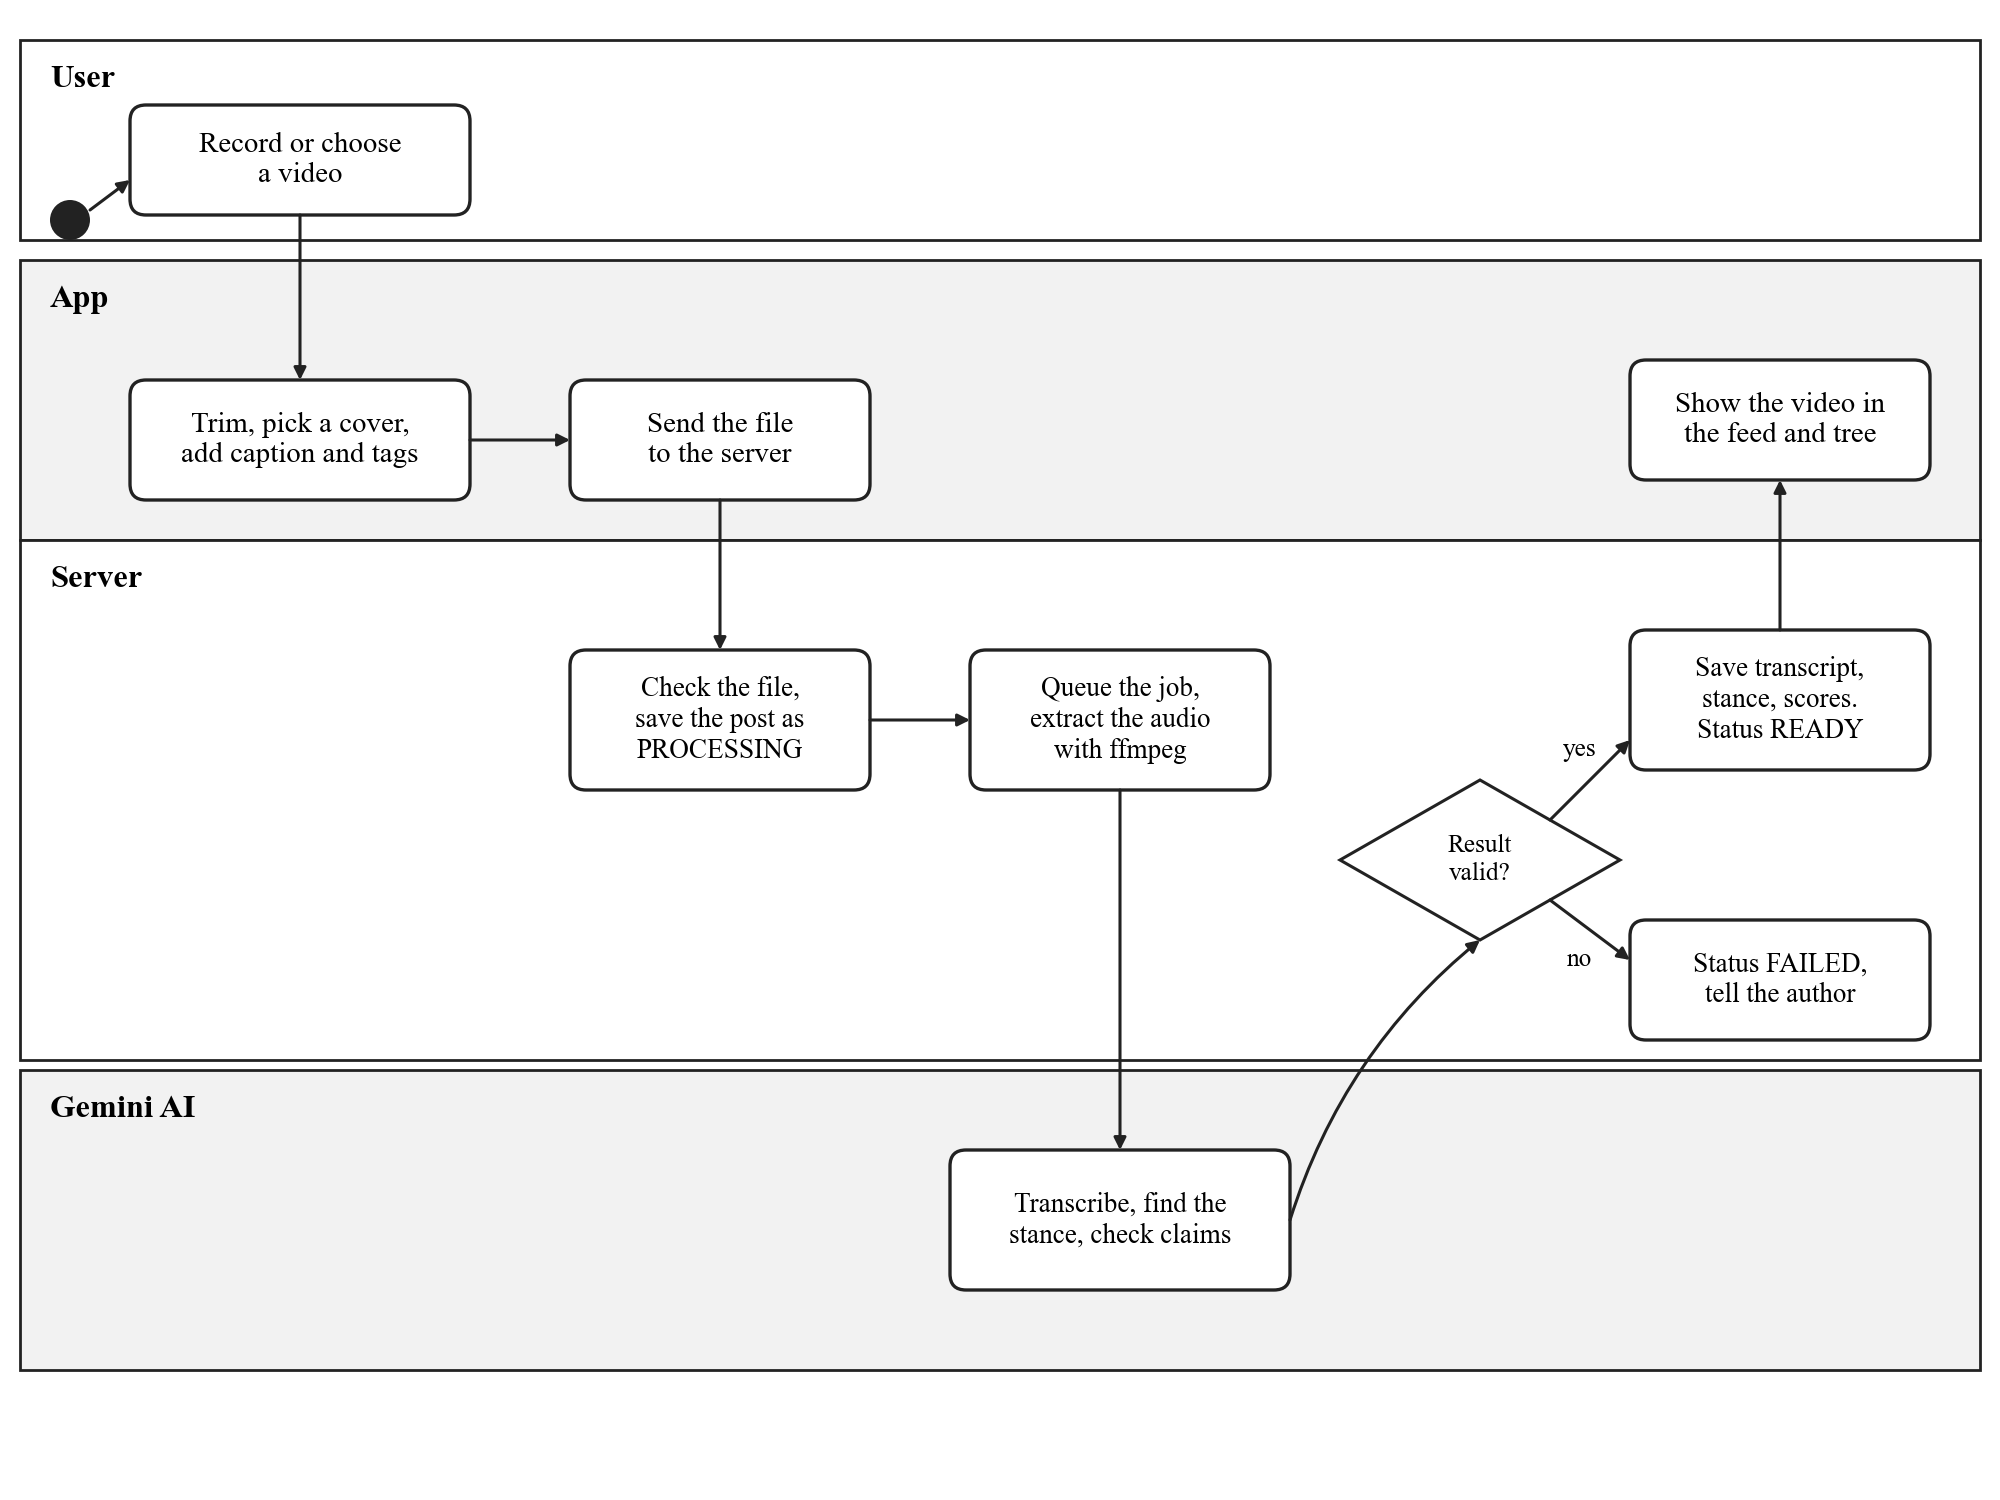 User
Record or choose
a video
App
Trim, pick a cover,
add caption and tags
Send the file
to the server
Show the video in
the feed and tree
Server
Check the file,
save the post as
PROCESSING
Queue the job,
extract the audio
with ffmpeg
Save transcript,
stance, scores.
Status READY
yes
Result
valid?
no
Status FAILED,
tell the author
Gemini AI
Transcribe, find the
stance, check claims